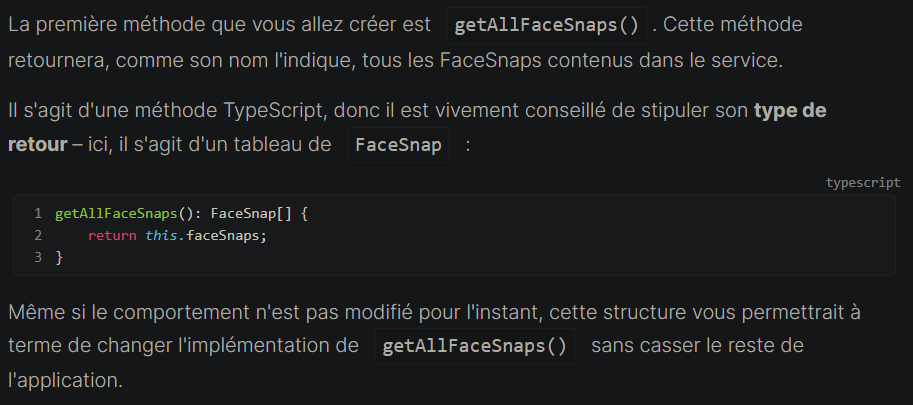 La première méthode que vous allez créer est getAllFaceSnaps() . Cette méthode
retournera, comme son nom l'indique, tous les FaceSnaps contenus dans le service.
Il s'agit d'une méthode TypeScript, donc il est vivement conseillé de stipuler son type de
retour – ici, il s'agit d'un tableau de FaceSnap :
typescript
1 getAllFaceSnaps(): FaceSnap[] {
2     return this.faceSnaps;
3 }
Même si le comportement n'est pas modifié pour l'instant, cette structure vous permettrait à
terme de changer l'implémentation de getAllFaceSnaps() sans casser le reste de
l'application.